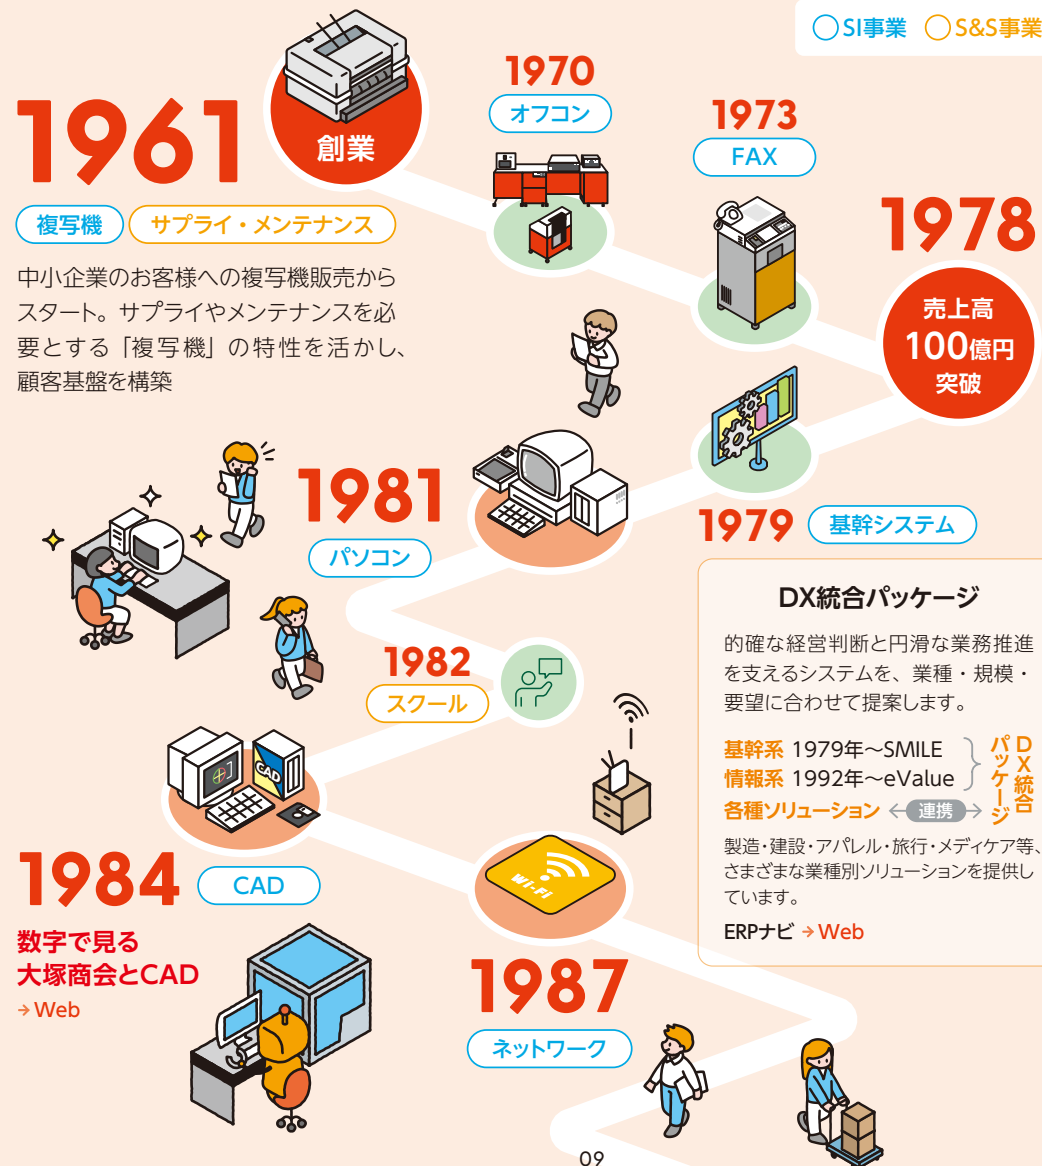 SI事業 S&S事業
1961
創業
複写機 サプライ・メンテナンス
中小企業のお客様への複写機販売から
スタート。サプライやメンテナンスを必
要とする「複写機」の特性を活かし、
顧客基盤を構築
1970
オフコン
1973
FAX
1978
売上高
100億円
突破
1979 基幹システム
DX統合パッケージ
的確な経営判断と円滑な業務推進
を支えるシステムを、業種・規模・
要望に合わせて提案します。
基幹系 1979年～SMILE
情報系 1992年～eValue
各種ソリューション 連携
DX統合
パッケージ
製造・建設・アパレル・旅行・メディケア等、
さまざまな業種別ソリューションを提供し
ています。
ERPナビ →Web
1981
パソコン
1982
スクール
CAD
1984 CAD
数字で見る
大塚商会とCAD
→Web
WI-FI
1987
ネットワーク
09